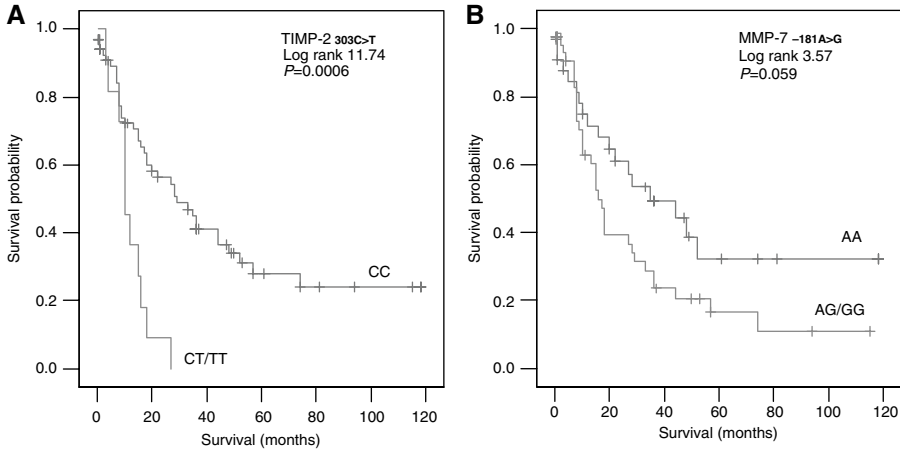 A
TIMP-2 303C>T
Log rank 11.74
P=0.0006
1.0
0.8
0.6
0.4
0.2
0.0
Survival probability
CC
CT/TT
0 20 40 60 80 100 120
Survival (months)
B
MMP-7 –181A>G
Log rank 3.57
P=0.059
1.0
0.8
0.6
0.4
0.2
0.0
Survival probability
AA
AG/GG
0 20 40 60 80 100 120
Survival (months)